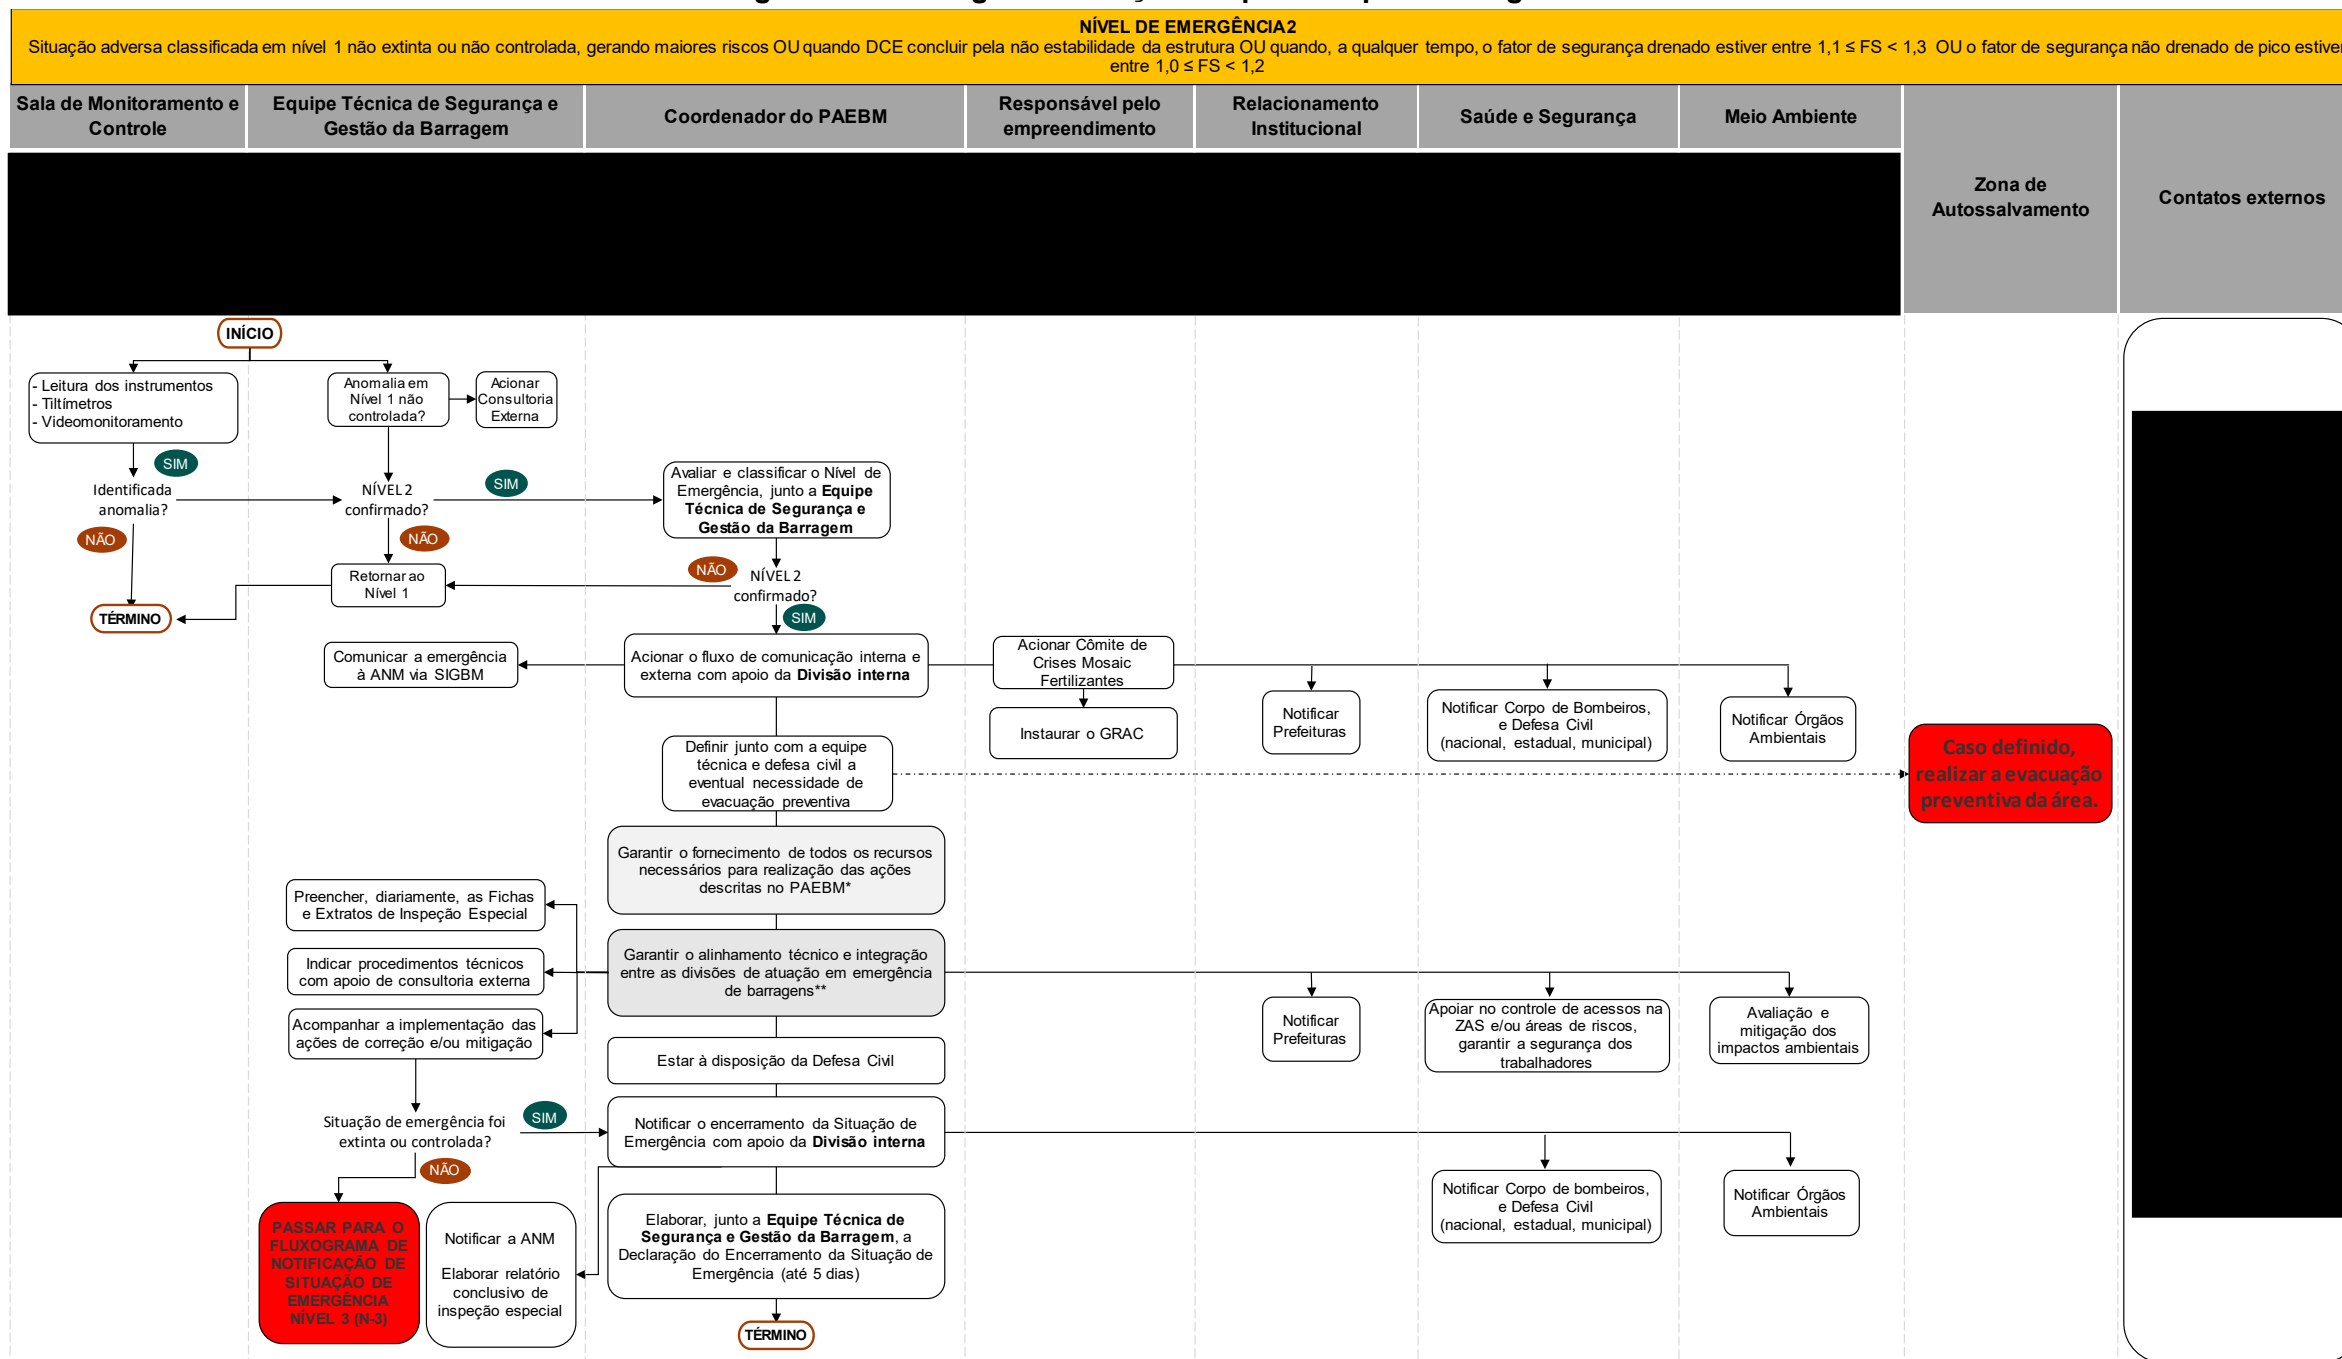 NÍVEL DE EMERGÊNCIA2
Situação adversa classificada em nível 1 não extinta ou não controlada, gerando maiores riscos OU quando DCE concluir pela não estabilidade da estrutura OU quando, a qualquer tempo, o fator de segurança drenado estiver entre 1,1 ≤ FS < 1,3 OU o fator de segurança não drenado de pico estiver
entre 1,0 ≤ FS < 1,2
Sala de Monitoramento e
Controle
Equipe Técnica de Segurança e
Gestão da Barragem
Coordenador do PAEBM
Responsável pelo
empreendimento
Relacionamento
Institucional
Saúde e Segurança
Meio Ambiente
Zona de
Autossalvamento
Contatos externos
INÍCIO
- Leitura dos instrumentos
- Tiltímetros
- Videomonitoramento
Anomalia em
Nível 1 não
controlada?
Acionar
Consultoria
Externa
SIM
Identificada
anomalia?
NÍVEL 2
confirmado?
SIM
Avaliar e classificar o Nível de
Emergência, junto a Equipe
Técnica de Segurança e
Gestão da Barragem
NÃO
NÃO
Retornar ao
Nível 1
NÃO
NÍVEL 2
confirmado?
TÉRMINO
SIM
Comunicar a emergência
à ANM via SIGBM
Acionar o fluxo de comunicação interna e
externa com apoio da Divisão interna
Acionar Cômite de
Crises Mosaic
Fertilizantes
Instaurar o GRAC
Notificar
Prefeituras
Notificar Corpo de Bombeiros,
e Defesa Civil
(nacional, estadual, municipal)
Notificar Órgãos
Ambientais
Definir junto com a equipe
técnica e defesa civil a
eventual necessidade de
evacuação preventiva
Caso definido,
realizar a evacuação
preventiva da área.
Garantir o fornecimento de todos os recursos
necessários para realização das ações
descritas no PAEBM*
Preencher, diariamente, as Fichas
e Extratos de Inspeção Especial
Indicar procedimentos técnicos
com apoio de consultoria externa
Acompanhar a implementação das
ações de correção e/ou mitigação
Garantir o alinhamento técnico e integração
entre as divisões de atuação em emergência
de barragens**
Notificar
Prefeituras
Apoiar no controle de acessos na
ZAS e/ou áreas de riscos,
garantir a segurança dos
trabalhadores
Avaliação e
mitigação dos
impactos ambientais
Estar à disposição da Defesa Civil
Situação de emergência foi
extinta ou controlada?
SIM
Notificar o encerramento da Situação de
Emergência com apoio da Divisão interna
NÃO
Notificar Corpo de bombeiros,
e Defesa Civil
(nacional, estadual, municipal)
Notificar Órgãos
Ambientais
PASSAR PARA O
FLUXOGRAMA DE
NOTIFICAÇÃO DE
SITUAÇÃO DE
EMERGÊNCIA
NÍVEL 3 (N-3)
Notificar a ANM
Elaborar relatório
conclusivo de
inspeção especial
Elaborar, junto a Equipe Técnica de
Segurança e Gestão da Barragem, a
Declaração do Encerramento da Situação de
Emergência (até 5 dias)
TÉRMINO